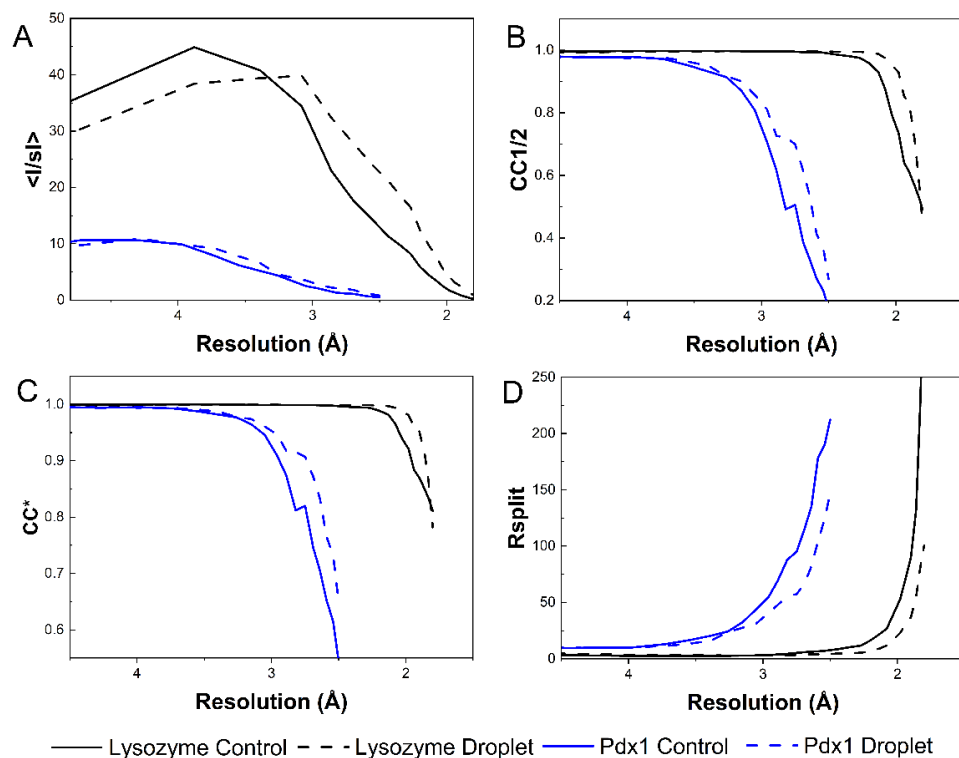 A
50
40
30
20
10
0
<I/sI>
4
3
2
Resolution (Å)
B
1.0
0.8
0.6
0.4
0.2
CC1/2
4
3
2
Resolution (Å)
C
1.0
0.9
0.8
0.7
0.6
CC*
4
3
2
Resolution (Å)
D
250
200
150
100
50
0
Rsplit
4
3
2
Resolution (Å)
Lysozyme Control Lysozyme Droplet Pdx1 Control Pdx1 Droplet